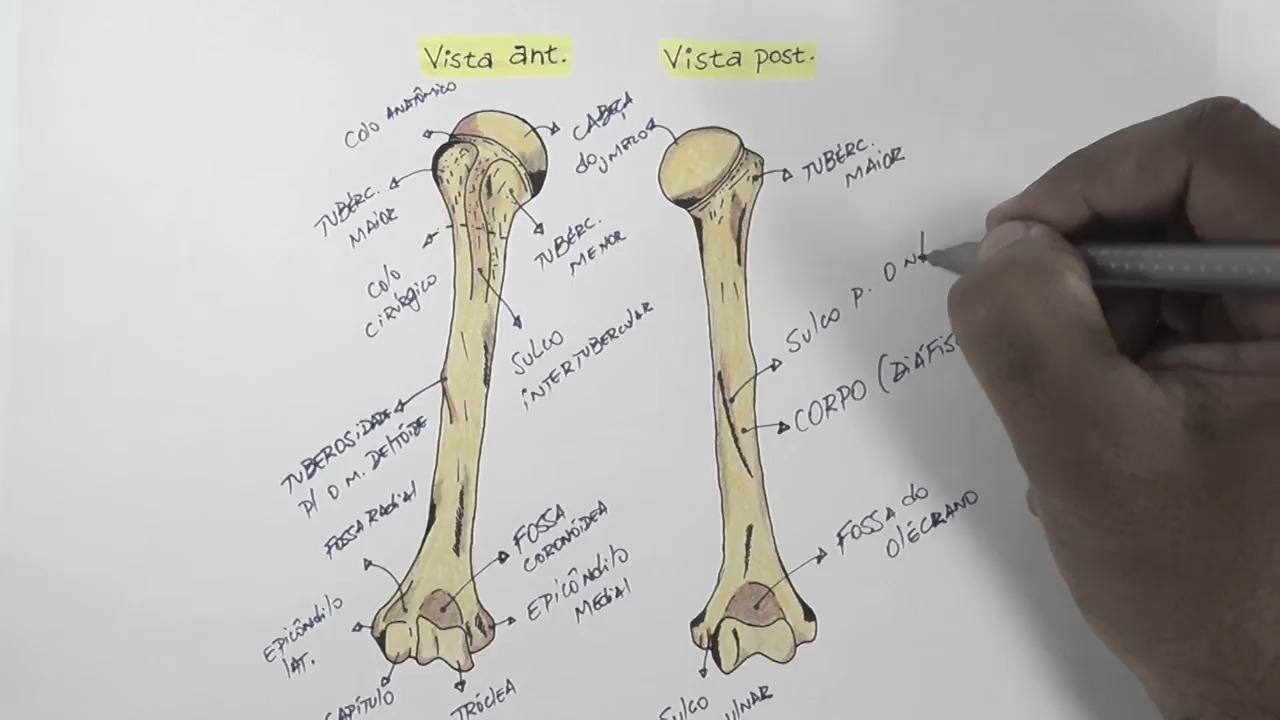 Vista ant.
Vista post.
Colo ANATÔMICO
CABEÇA
do ÚMERO
TUBÉRC.
MAIOR
TUBÉRC.
MAIOR
TUBÉRC.
MENOR
COLO
CIRÚRGICO
SULCO
INTERTUBERCULAR
SULCO P. O
CORPO (DIÁFIS
TUBEROSIDADE
P/ O M. DELTÓIDE
FOSSA RADIAL
FOSSA
CORONÓIDEA
FOSSA do
OLÉCRANO
EPICÔNDILO
MEDIAL
EPICÔNDILO
LAT.
CAPÍTULO
TRÓCLEA
SULCO
ULNAR